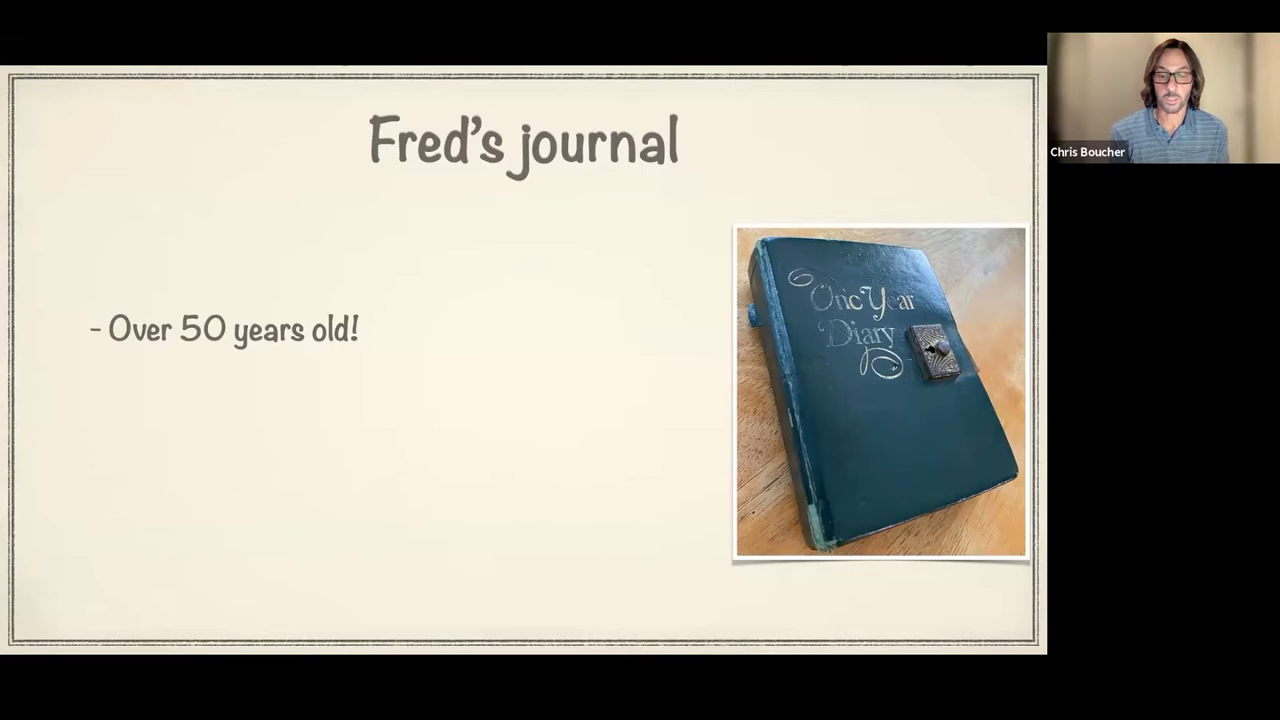 Fred's journal
- Over 50 years old!
One Year
Diary
Chris Boucher